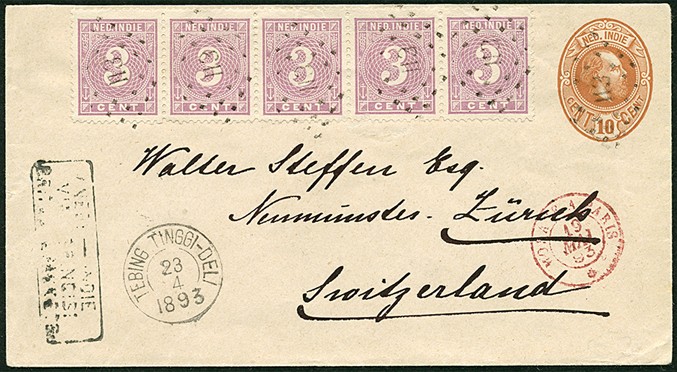 NED. INDIE NED. INDIE NED. INDIE NED. INDIE NED. INDIE
3 3 3 3 3
CENT CENT CENT CENT CENT
NED. INDIE
CENT 10 CENT
Walter Steffen Esq.
Neumünster. Zürich
Switzerland
TEBING TINGGI-DELI
23
4
1893
A PARIS